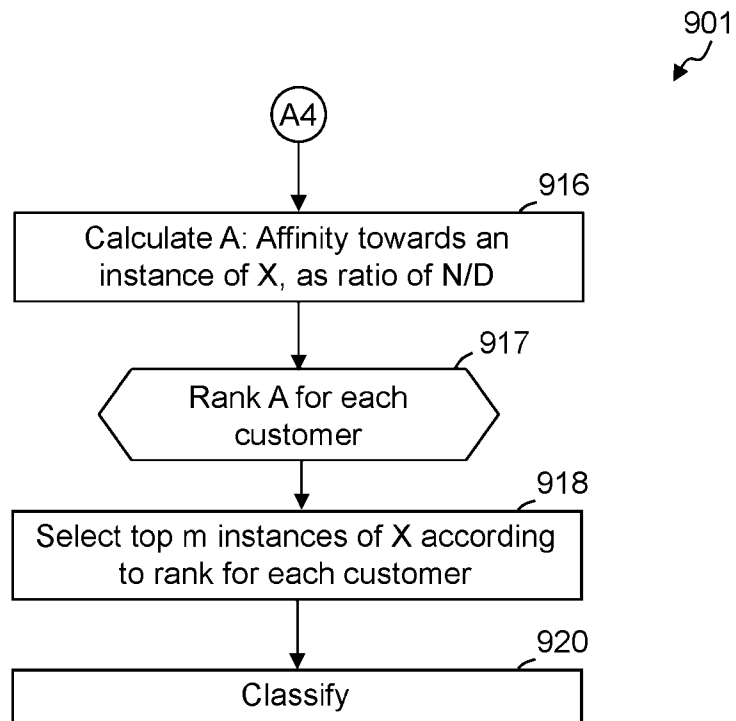 901
A4
916
Calculate A: Affinity towards an
instance of X, as ratio of N/D
917
Rank A for each
customer
918
Select top m instances of X according
to rank for each customer
920
Classify